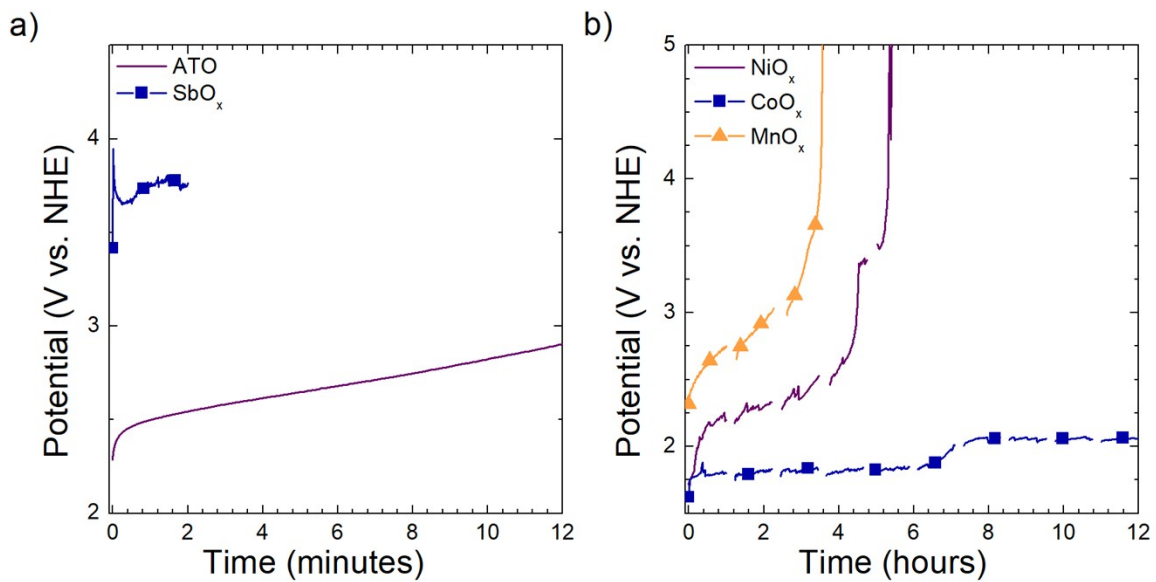 a)
ATO
SbOₓ
4
3
2
Potential (V vs. NHE)
0 2 4 6 8 10 12
Time (minutes)
b)
NiOₓ
CoOₓ
MnOₓ
5
4
3
2
2
Potential (V vs. NHE)
0 2 4 6 8 10 12
Time (hours)